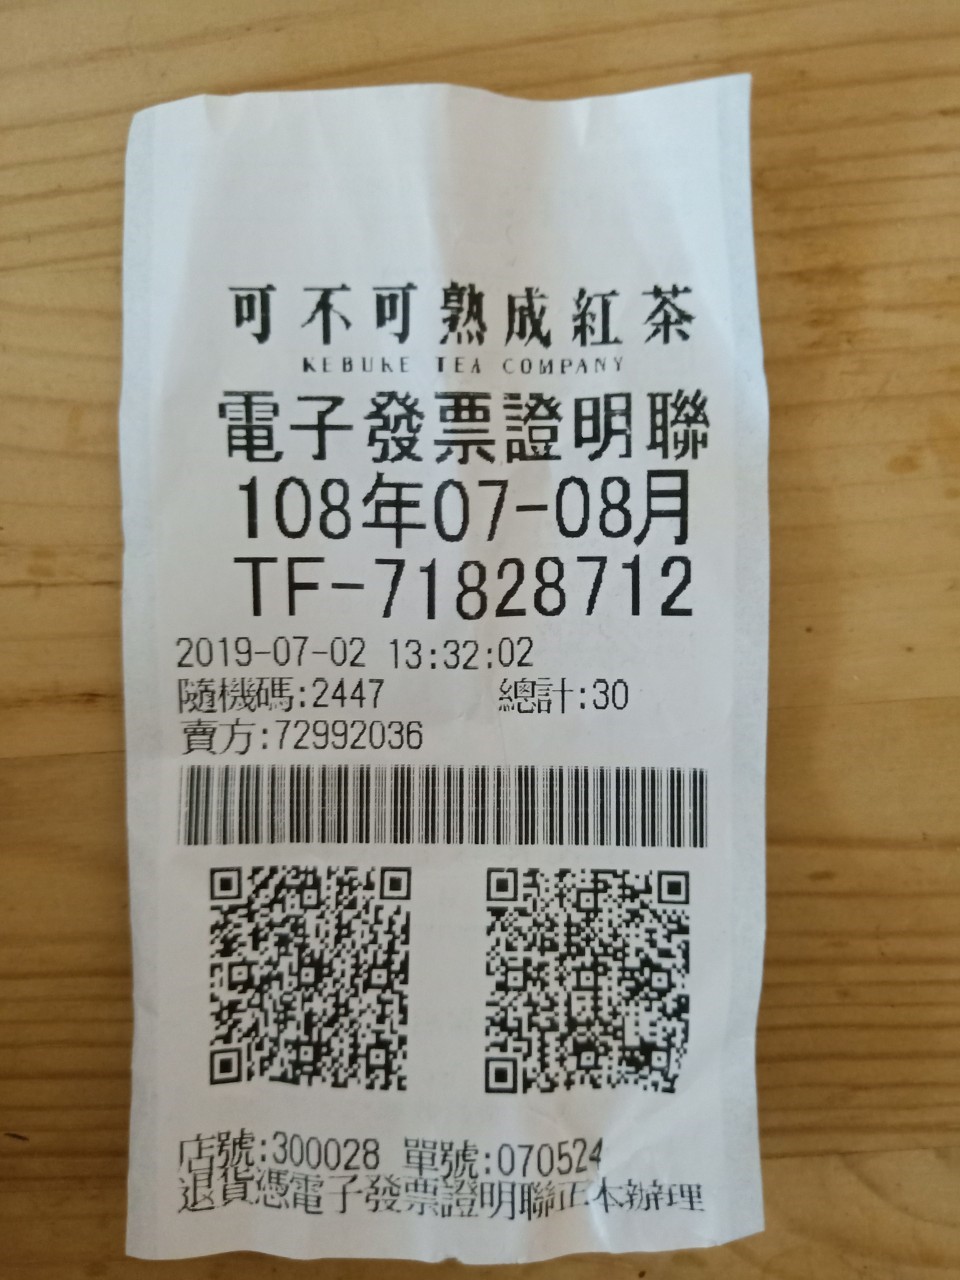 可不可熟成紅茶
KEBUKE TEA COMPANY
電子發票證明聯
108年07-08月
TF-71828712
2019-07-02 13:32:02
隨機碼:2447 總計:30
賣方:72992036
店號:300028 單號:070524
退貨憑電子發票證明聯正本辦理